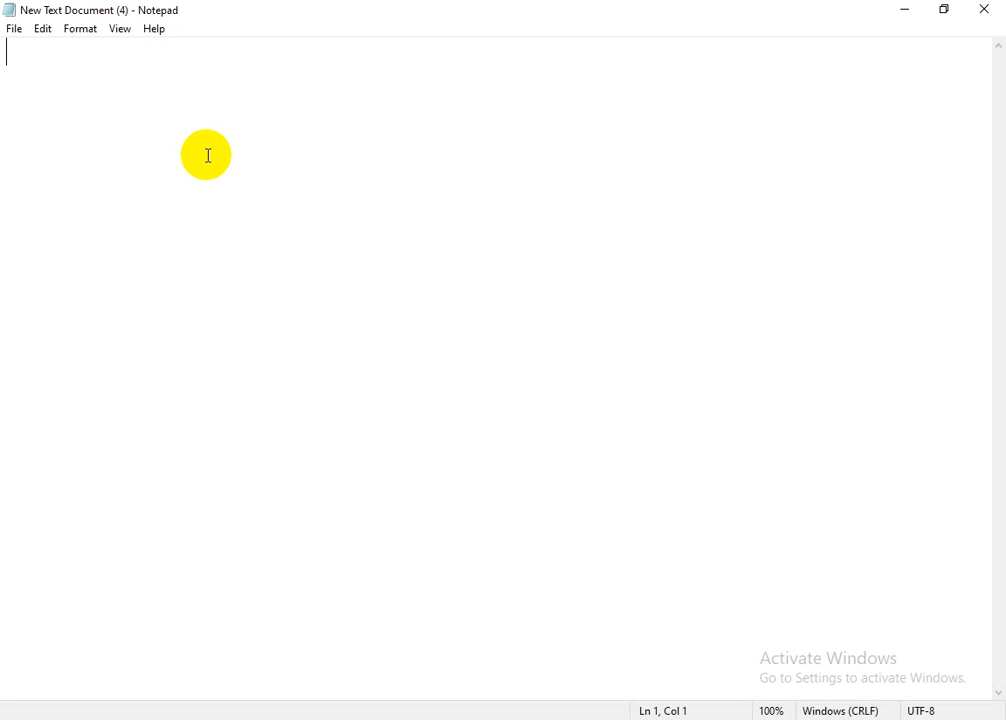 New Text Document (4) - Notepad
File Edit Format View Help
Activate Windows
Go to Settings to activate Windows.
Ln 1, Col 1 100% Windows (CRLF) UTF-8